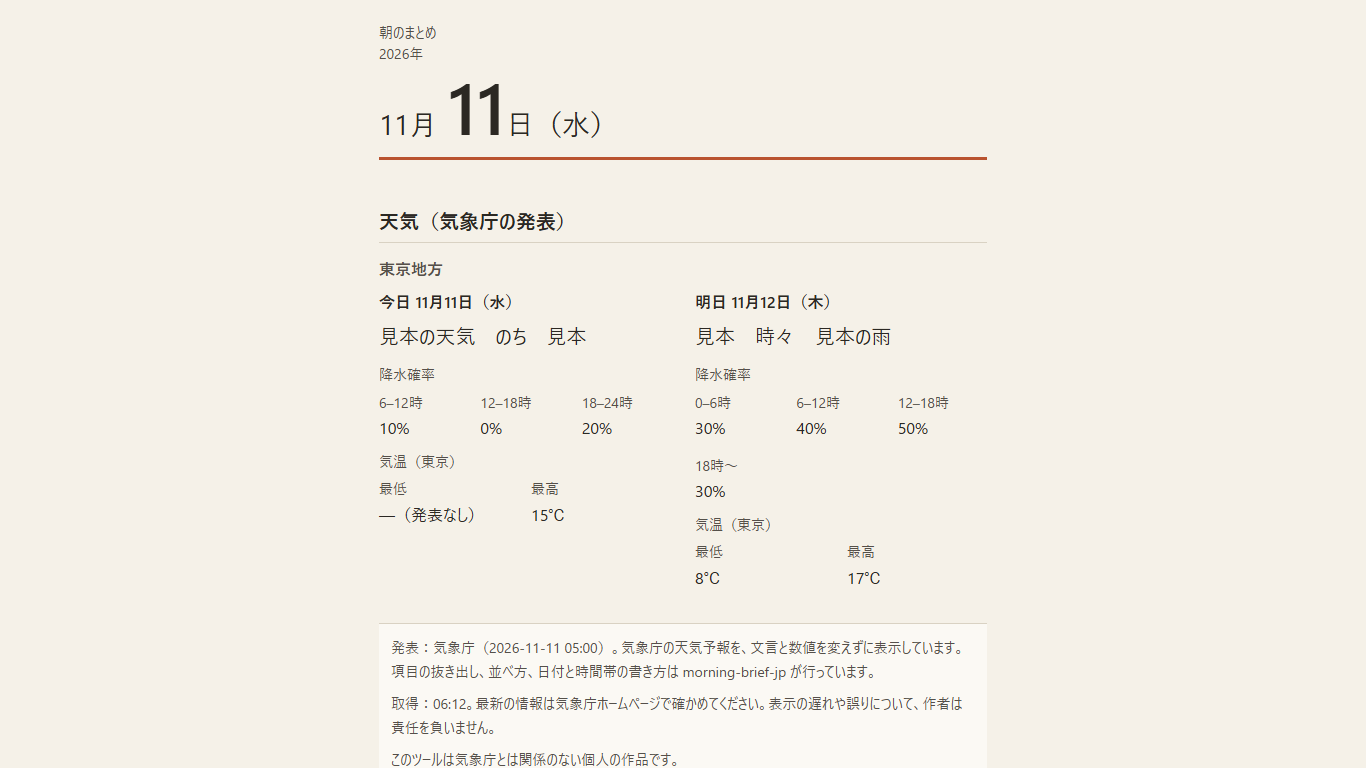 朝のまとめ
2026年
11月 11日（水）
天気（気象庁の発表）
東京地方
今日 11月11日（水）
見本の天気　のち　見本
降水確率
6–12時 12–18時 18–24時
10% 0% 20%
気温（東京）
最低 最高
—（発表なし） 15°C
明日 11月12日（木）
見本　時々　見本の雨
降水確率
0–6時 6–12時 12–18時
30% 40% 50%
18時～
30%
気温（東京）
最低 最高
8°C 17°C
発表：気象庁（2026-11-11 05:00）。気象庁の天気予報を、文言と数値を変えずに表示しています。
項目の抜き出し、並べ方、日付と時間帯の書き方は morning-brief-jp が行っています。
取得：06:12。最新の情報は気象庁ホームページで確かめてください。表示の遅れや誤りについて、作者は
責任を負いません。
このツールは気象庁とは関係のない個人の作品です。